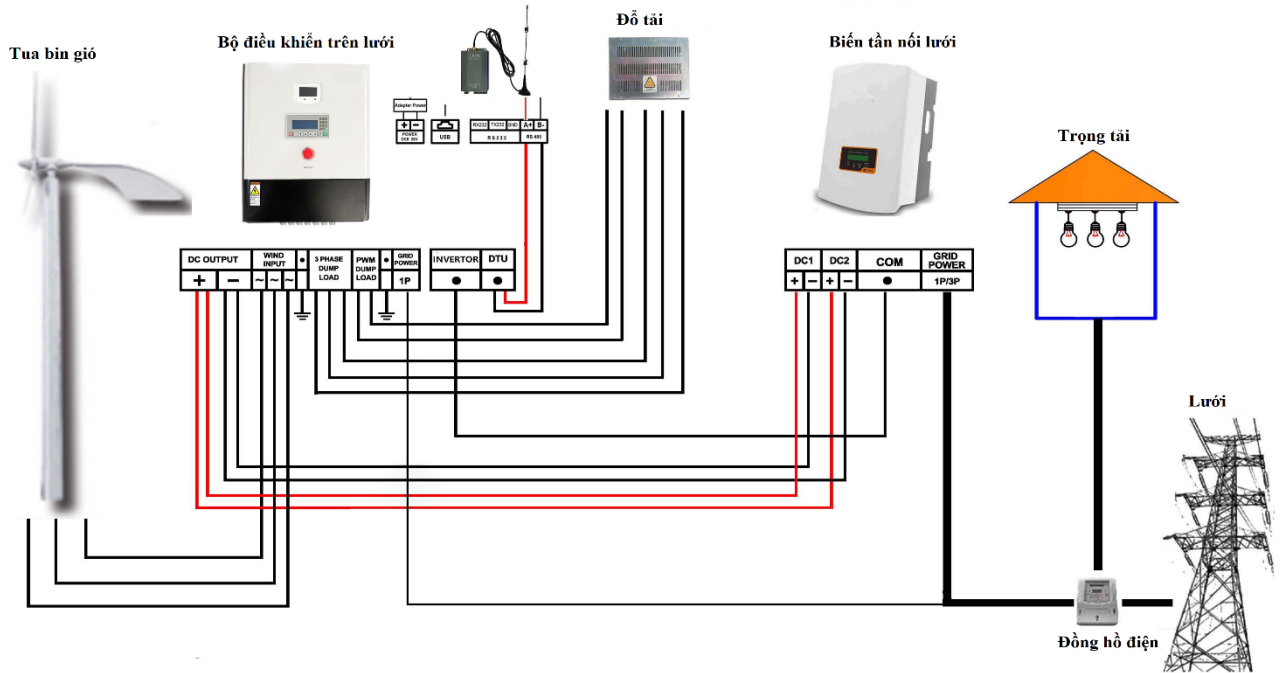 Đổ tải
Tua bin gió
Bộ điều khiển trên lưới
Biến tần nối lưới
Adapter Power
+ −
POWER
USB
RX232 TX232 GND A+ B-
RS232 RS 485
Trọng tải
DC OUTPUT
WIND
INPUT
3 PHASE
DUMP
LOAD
PWM
DUMP
LOAD
GRID
POWER
1P
+ − ~ ~ ~
INVERTOR DTU
DC1 DC2 COM
GRID
POWER
+ − + − 1P/3P
Lưới
Đồng hồ điện